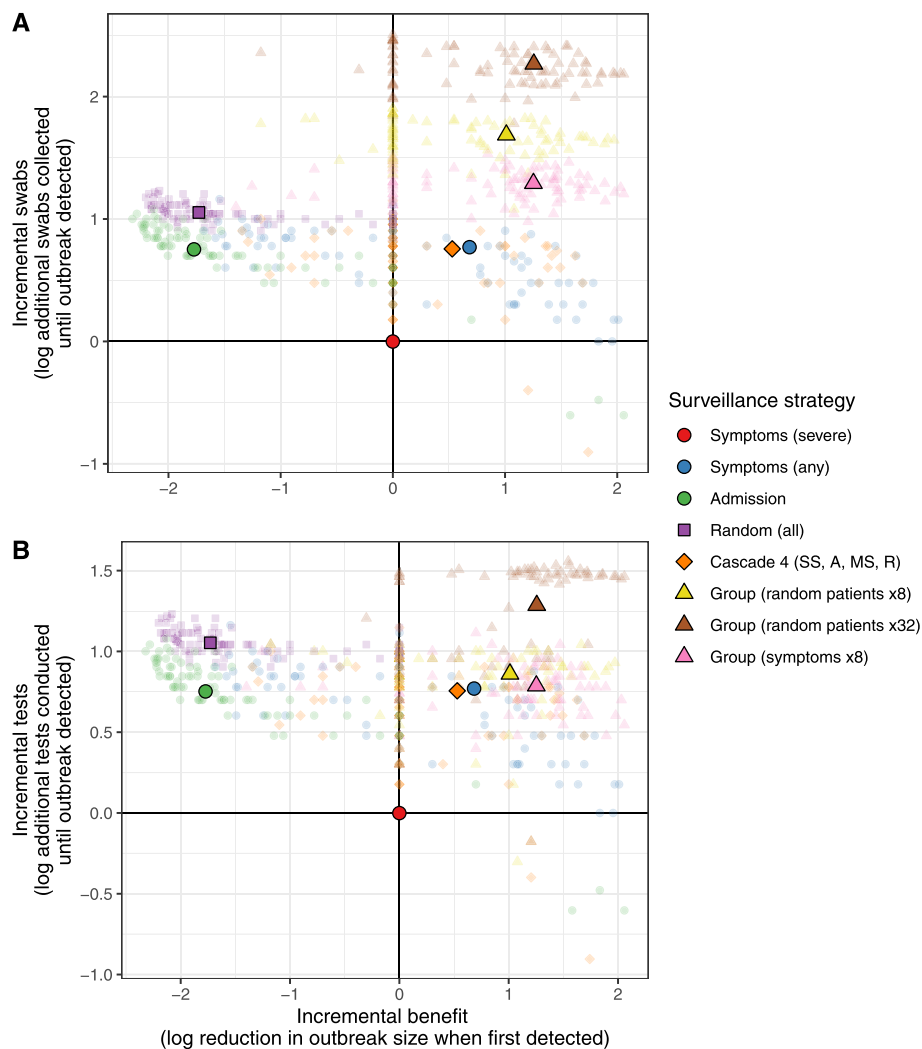 A
Incremental swabs
(log additional swabs collected
until outbreak detected)
2
1
0
−1
−2
−1
0
1
2
Surveillance strategy
Symptoms (severe)
Symptoms (any)
Admission
Random (all)
Cascade 4 (SS, A, MS, R)
Group (random patients x8)
Group (random patients x32)
Group (symptoms x8)
B
Incremental tests
(log additional tests conducted
until outbreak detected)
1.5
1.0
0.5
0.0
−0.5
−1.0
−2
−1
0
1
2
Incremental benefit
(log reduction in outbreak size when first detected)